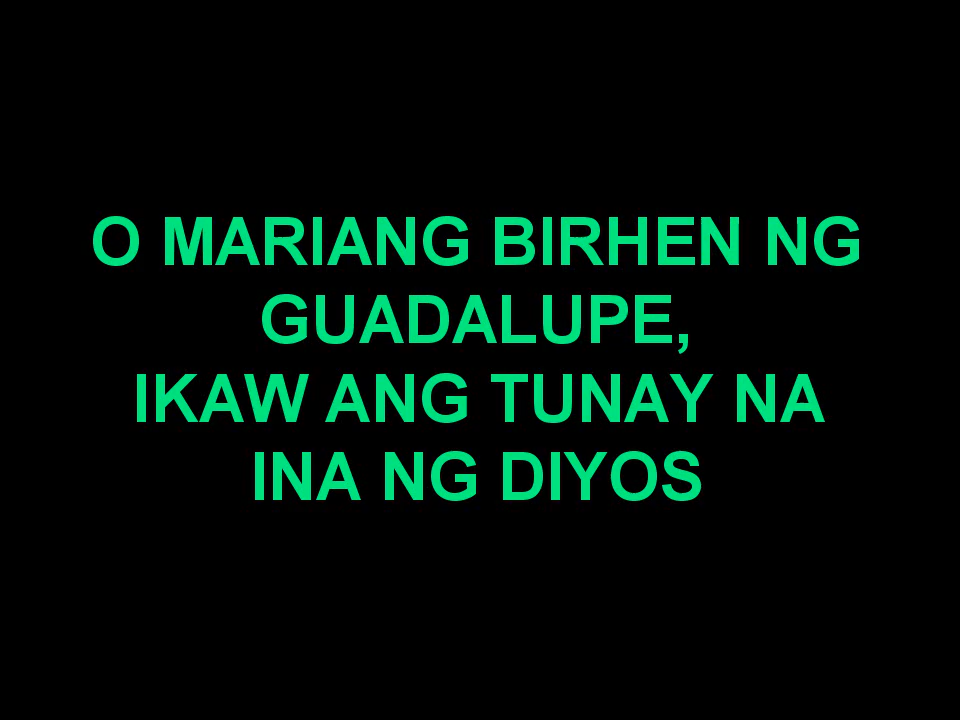 O MARIANG BIRHEN NG
GUADALUPE,
IKAW ANG TUNAY NA
INA NG DIYOS